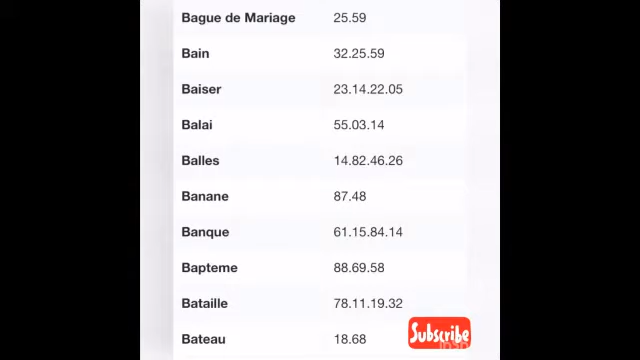 Bague de Mariage 25.59
Bain 32.25.59
Baiser 23.14.22.05
Balai 55.03.14
Balles 14.82.46.26
Banane 87.48
Banque 61.15.84.14
Bapteme 88.69.58
Bataille 78.11.19.32
Bateau 18.68
Subscribe